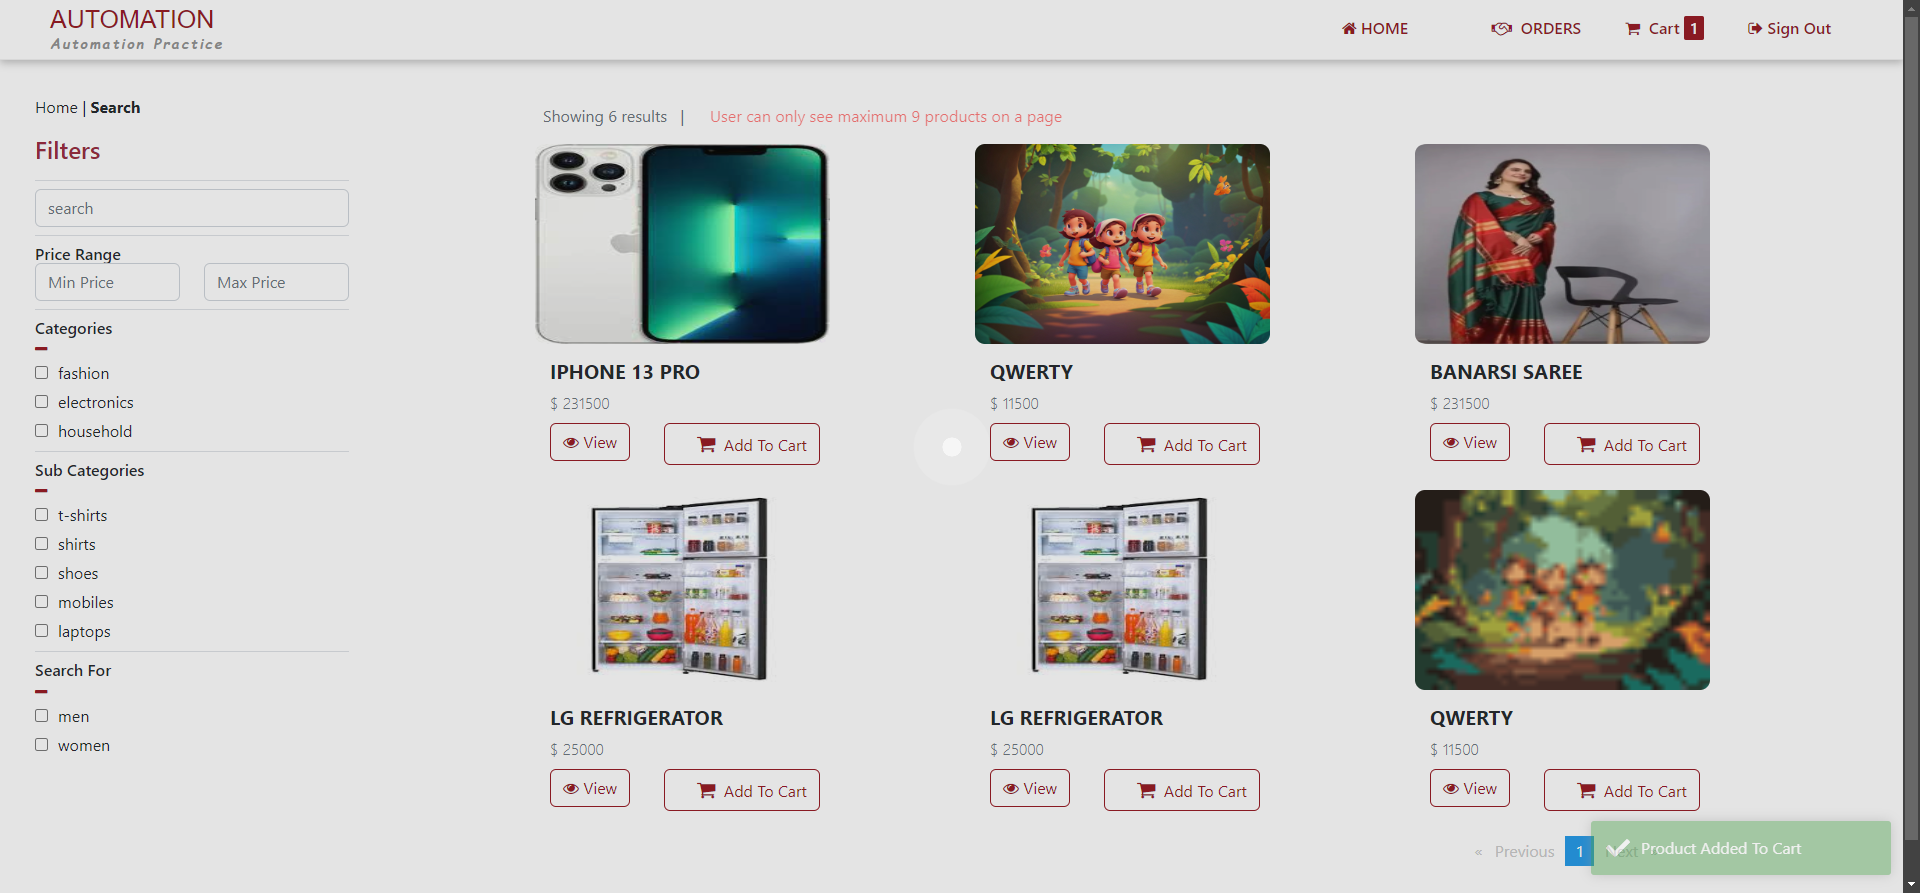 AUTOMATION
Automation Practice
HOME
ORDERS
Cart 1
Sign Out
Home | Search
Filters
search
Price Range
Min Price
Max Price
Categories
fashion
electronics
household
Sub Categories
t-shirts
shirts
shoes
mobiles
laptops
Search For
men
women
Showing 6 results |
User can only see maximum 9 products on a page
IPHONE 13 PRO
$ 231500
View
Add To Cart
QWERTY
$ 11500
View
Add To Cart
BANARSI SAREE
$ 231500
View
Add To Cart
LG REFRIGERATOR
$ 25000
View
Add To Cart
LG REFRIGERATOR
$ 25000
View
Add To Cart
QWERTY
$ 11500
View
Add To Cart
« Previous 1 Next
Product Added To Cart